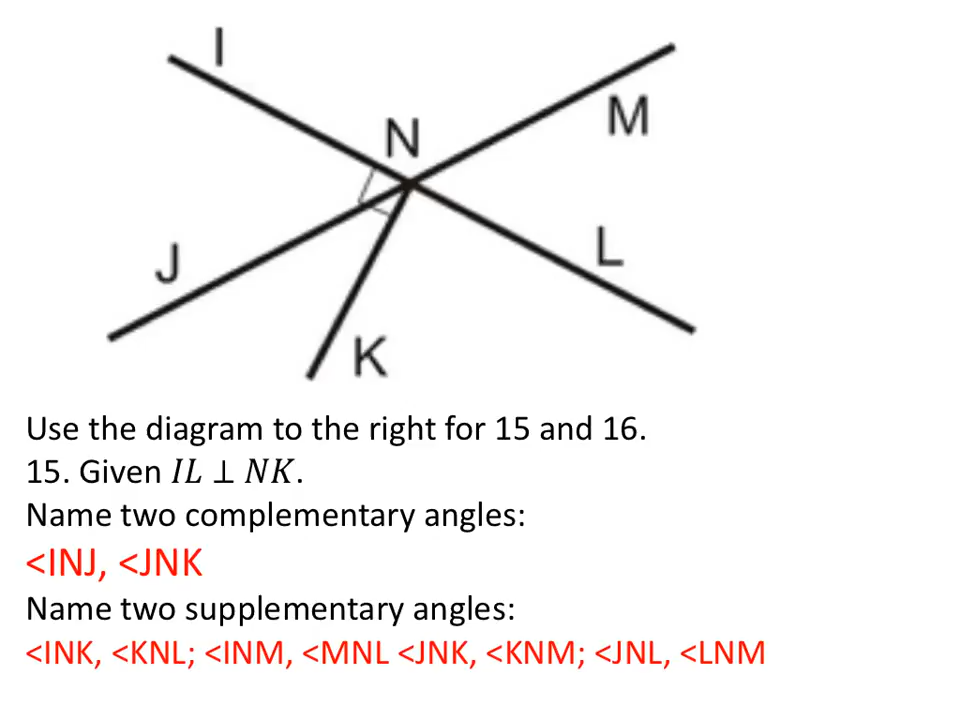 I
M
N
L
J
K
Use the diagram to the right for 15 and 16.
15. Given 𝐼𝐿 ⊥ 𝑁𝐾.
Name two complementary angles:
<INJ, <JNK
Name two supplementary angles:
<INK, <KNL; <INM, <MNL <JNK, <KNM; <JNL, <LNM